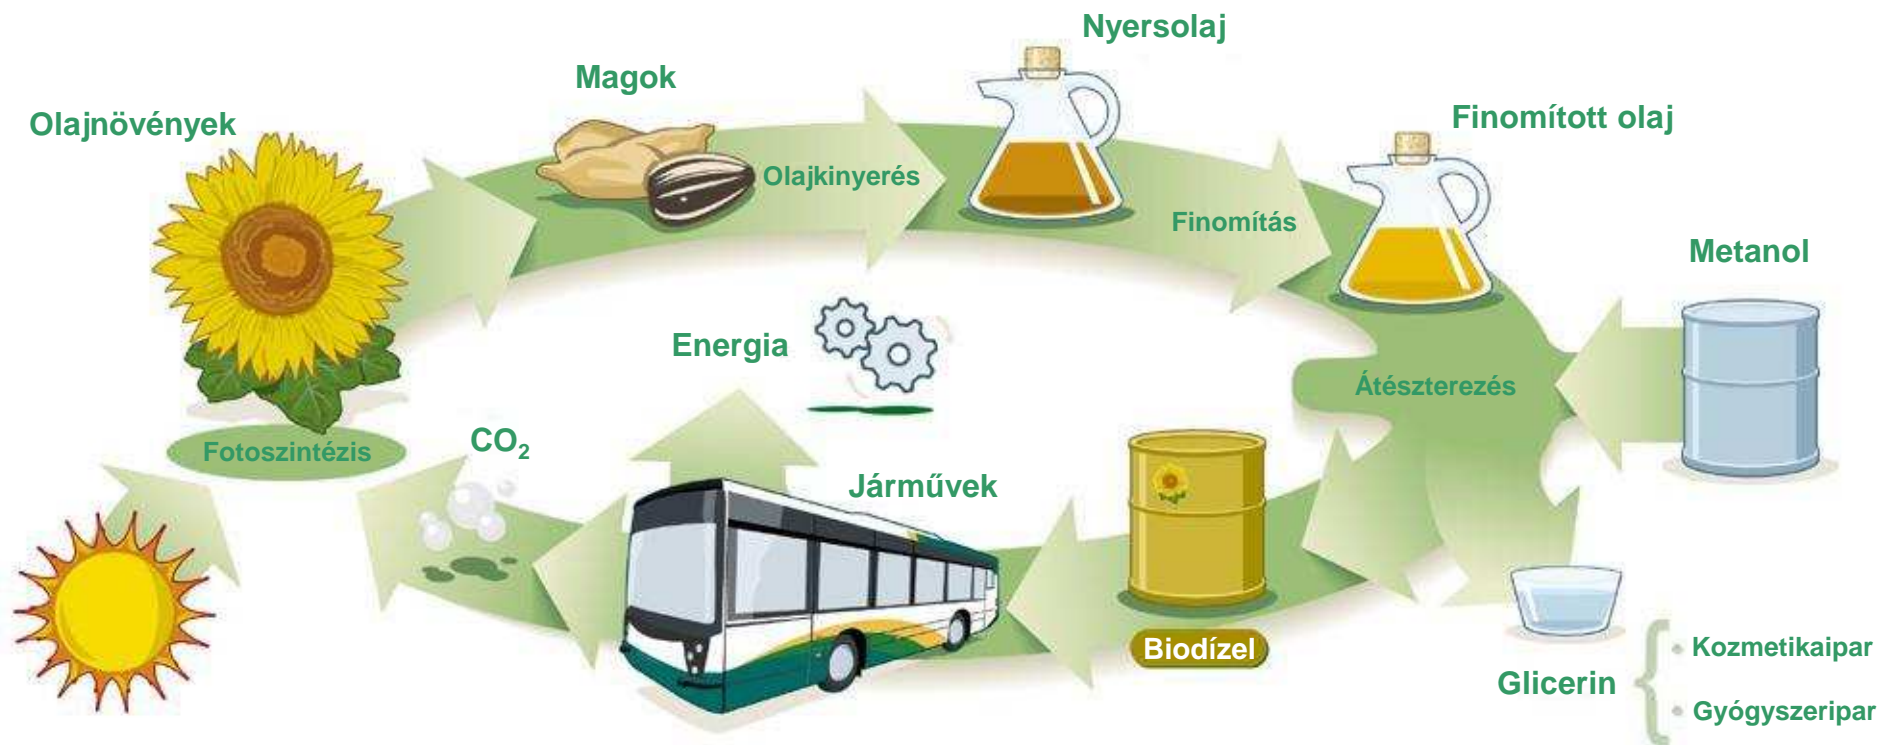 Nyersolaj
Magok
Olajnövények
Finomított olaj
Olajkinyerés
Finomítás
Metanol
Energia
Átészterezés
Fotoszintézis
CO₂
Járművek
Biodízel
Glicerin
Kozmetikaipar
Gyógyszeripar